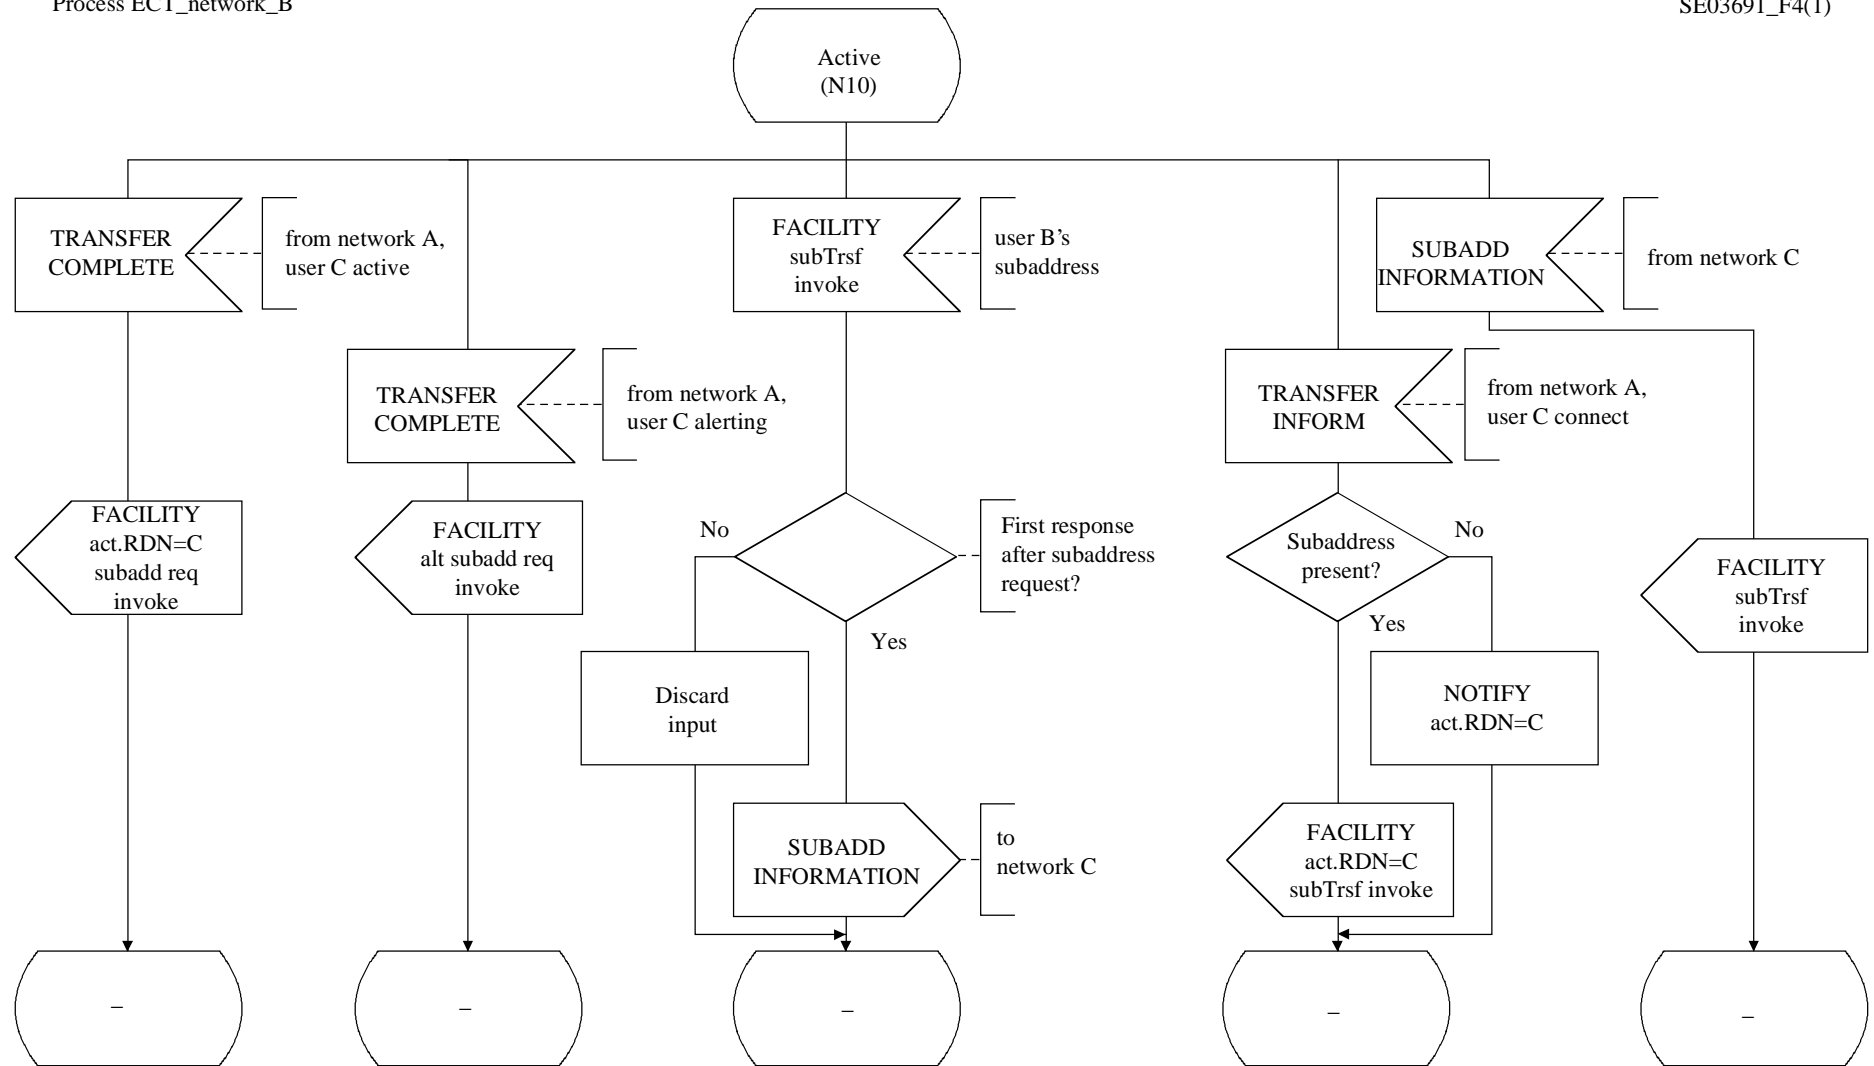 Process ECT_network_B
SE03691_F4(1)
Active
(N10)
TRANSFER
COMPLETE
from network A,
user C active
FACILITY
subTrsf
invoke
user B’s
subaddress
SUBADD
INFORMATION
from network C
TRANSFER
COMPLETE
from network A,
user C alerting
TRANSFER
INFORM
from network A,
user C connect
FACILITY
act.RDN=C
subadd req
invoke
FACILITY
alt subadd req
invoke
No
Yes
First response
after subaddress
request?
Subaddress
present?
No
Yes
FACILITY
subTrsf
invoke
Discard
input
NOTIFY
act.RDN=C
SUBADD
INFORMATION
to
network C
FACILITY
act.RDN=C
subTrsf invoke
–
–
–
–
–